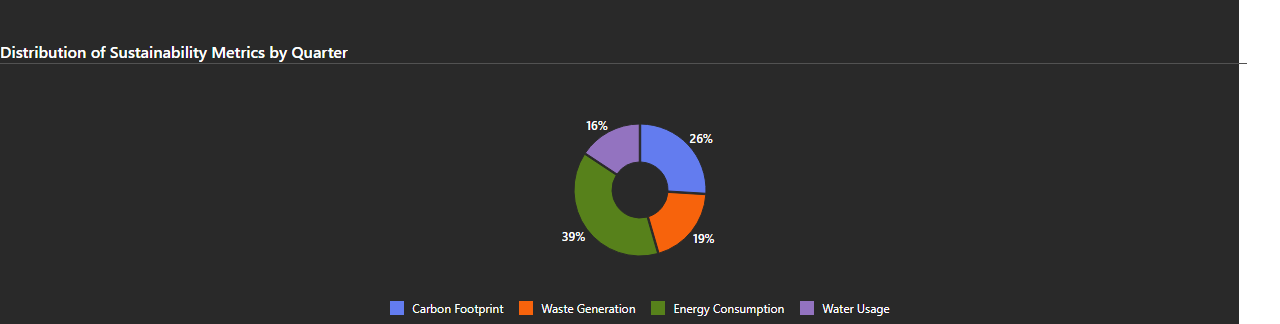 Distribution of Sustainability Metrics by Quarter
16%
26%
39%
19%
Carbon Footprint Waste Generation Energy Consumption Water Usage